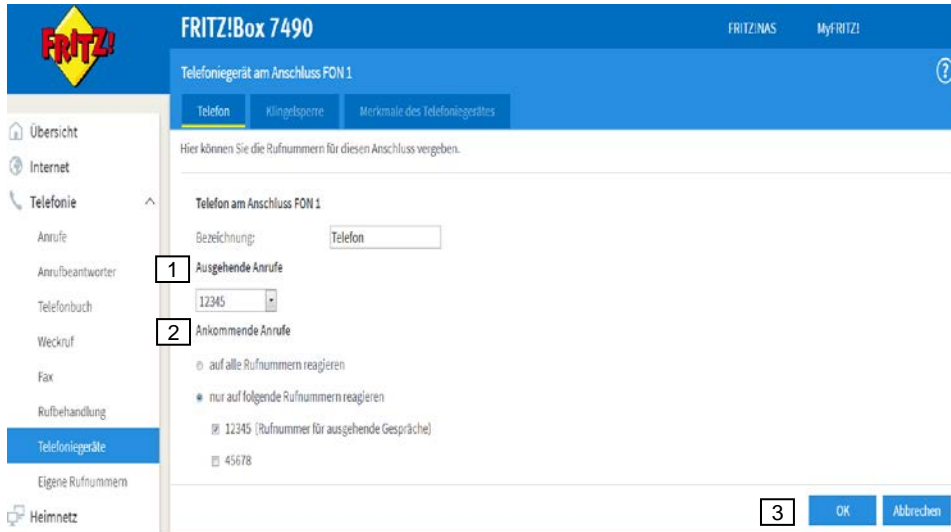 FRITZ!
FRITZ!Box 7490
FRITZ!NAS
MyFRITZ!
Telefoniegerät am Anschluss FON 1
?
Telefon
Klingelsperre
Merkmale des Telefoniegerätes
Hier können Sie die Rufnummern für diesen Anschluss vergeben.
Übersicht
Internet
Telefonie
Anrufe
Anrufbeantworter
Telefonbuch
Weckruf
Fax
Rufbehandlung
Telefoniegeräte
Eigene Rufnummern
Heimnetz
Telefon am Anschluss FON 1
Bezeichnung: Telefon
1 Ausgehende Anrufe
12345
2 Ankommende Anrufe
auf alle Rufnummern reagieren
nur auf folgende Rufnummern reagieren
12345 (Rufnummer für ausgehende Gespräche)
45678
3 OK Abbrechen